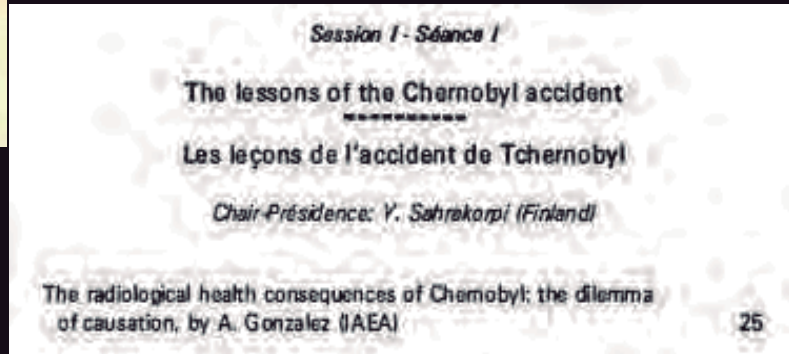 Session I - Séance I
The lessons of the Chernobyl accident
Les leçons de l'accident de Tchernobyl
Chair-Présidence: Y. Sahrakorpi (Finland)
The radiological health consequences of Chernobyl: the dilemma
of causation, by A. Gonzalez (IAEA) 25